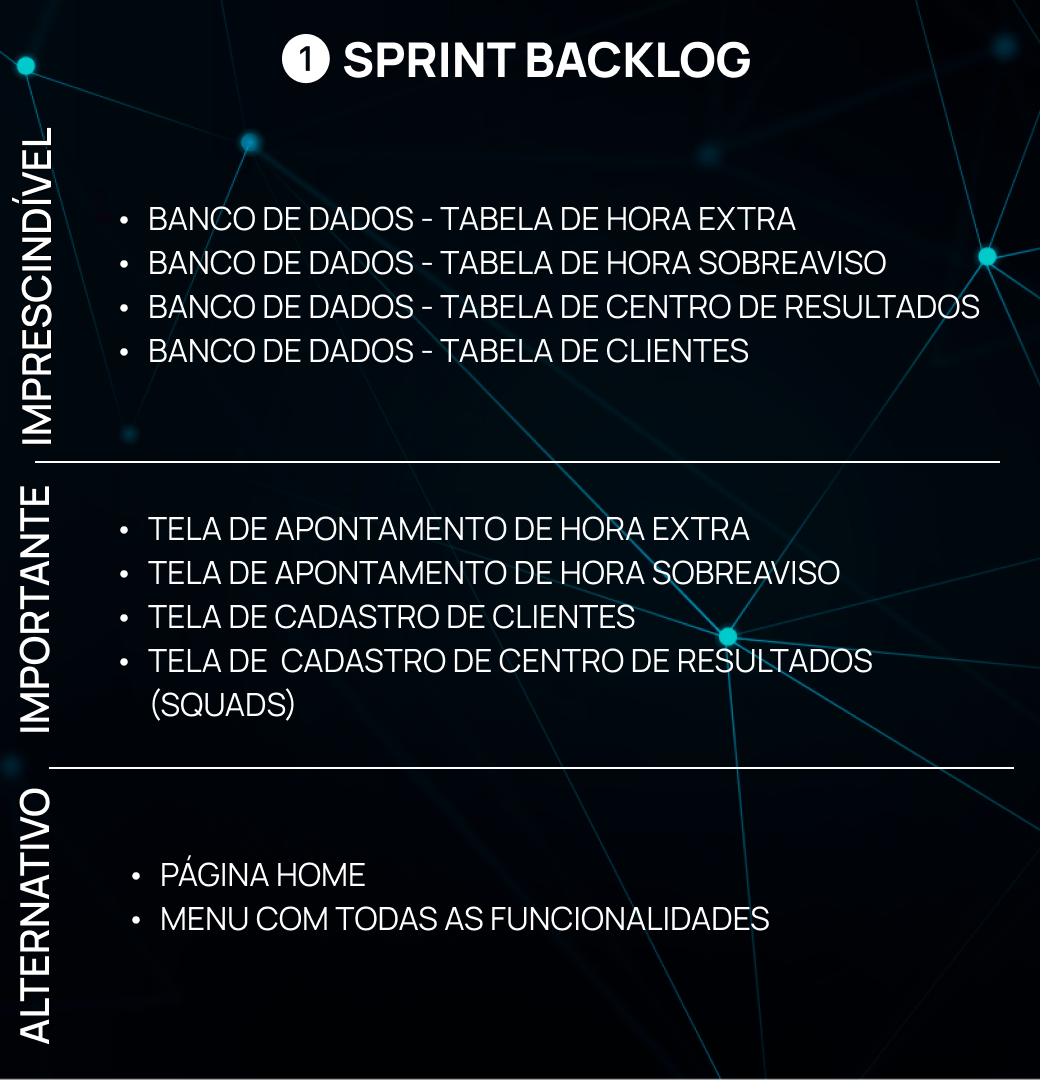 1 SPRINT BACKLOG
IMPRESCINDÍVEL
• BANCO DE DADOS - TABELA DE HORA EXTRA
• BANCO DE DADOS - TABELA DE HORA SOBREAVISO
• BANCO DE DADOS - TABELA DE CENTRO DE RESULTADOS
• BANCO DE DADOS - TABELA DE CLIENTES
IMPORTANTE
• TELA DE APONTAMENTO DE HORA EXTRA
• TELA DE APONTAMENTO DE HORA SOBREAVISO
• TELA DE CADASTRO DE CLIENTES
• TELA DE  CADASTRO DE CENTRO DE RESULTADOS
(SQUADS)
ALTERNATIVO
• PÁGINA HOME
• MENU COM TODAS AS FUNCIONALIDADES